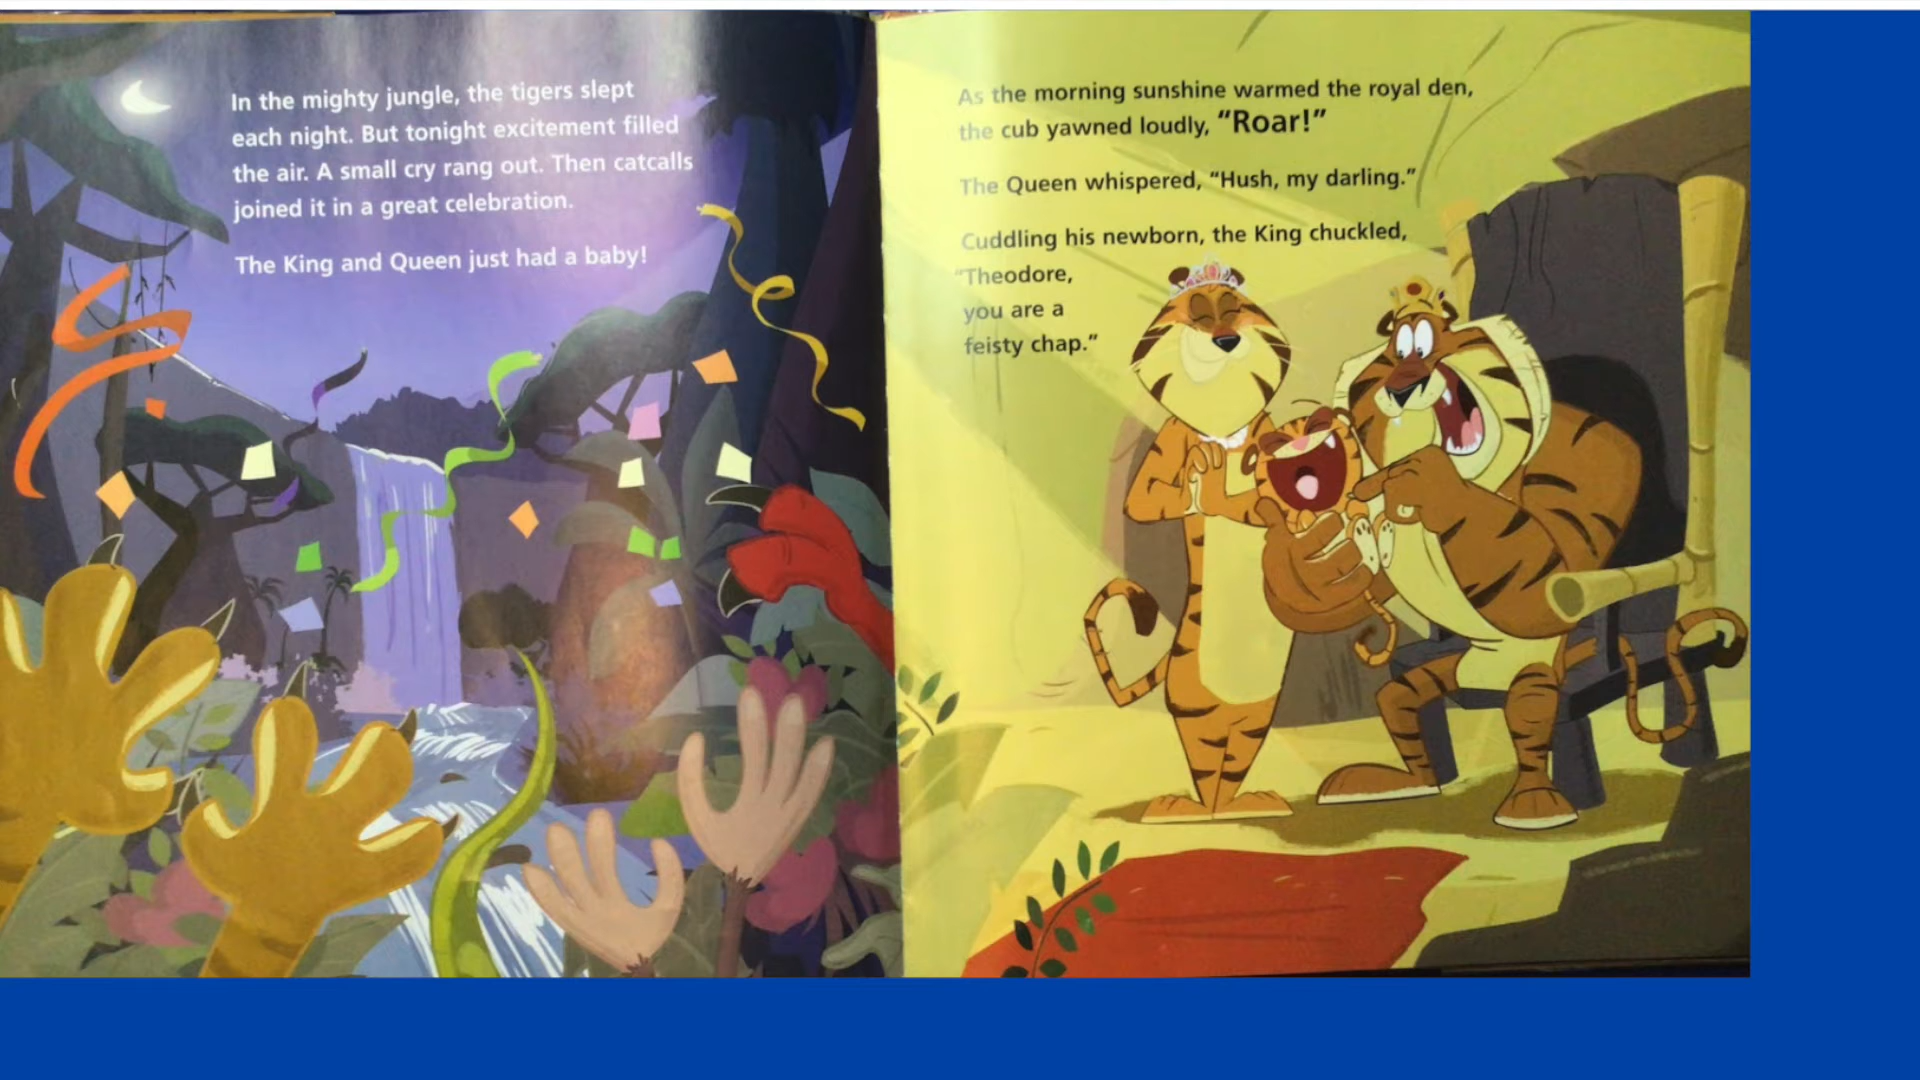 In the mighty jungle, the tigers slept
each night. But tonight excitement filled
the air. A small cry rang out. Then catcalls
joined it in a great celebration.
The King and Queen just had a baby!
As the morning sunshine warmed the royal den,
the cub yawned loudly, “Roar!”
The Queen whispered, “Hush, my darling.”
Cuddling his newborn, the King chuckled,
“Theodore,
you are a
feisty chap.”